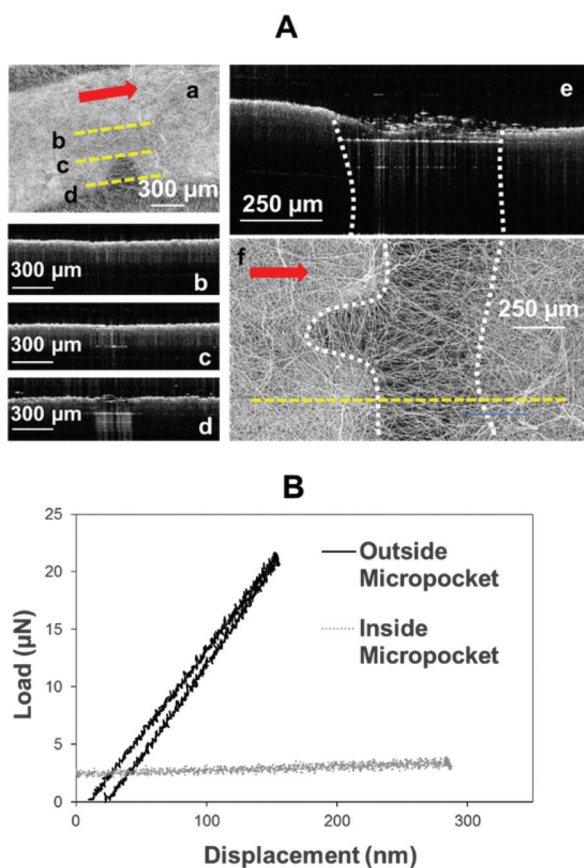 A
a
b
c
d
300 µm
300 µm
b
300 µm
c
300 µm
d
e
250 µm
f
250 µm
B
25
20
15
10
5
0
Load (µN)
Outside
Micropocket
Inside
Micropocket
0
100
200
300
Displacement (nm)